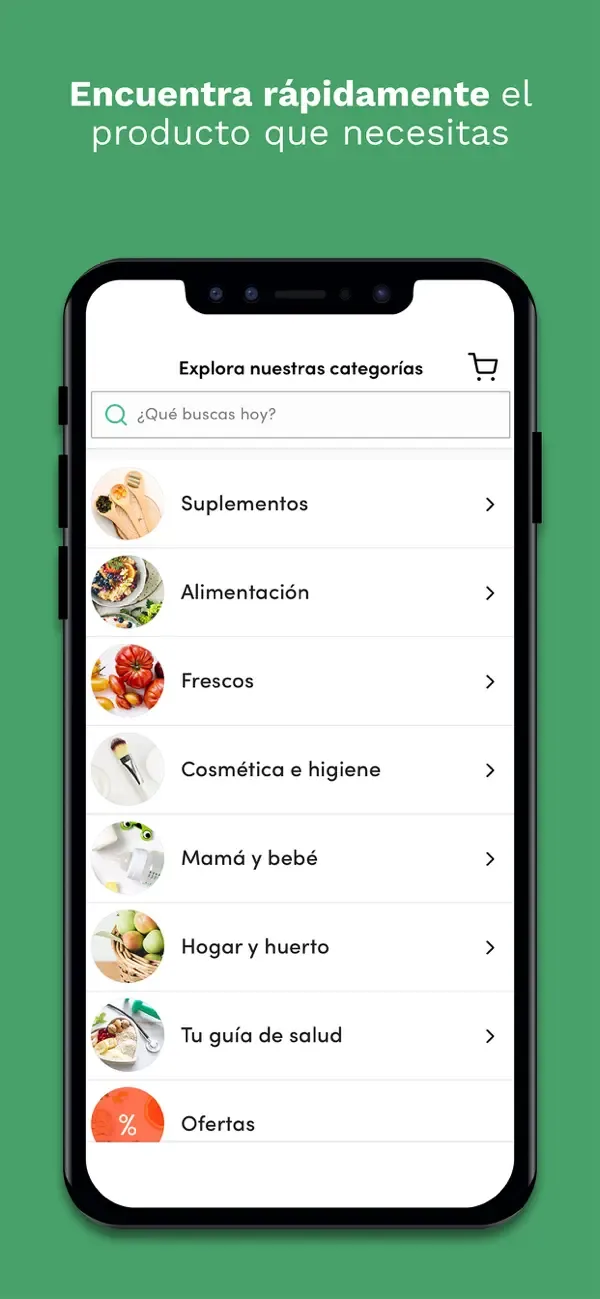 Encuentra rápidamente el
producto que necesitas
Explora nuestras categorías
¿Qué buscas hoy?
Suplementos
Alimentación
Frescos
Cosmética e higiene
Mamá y bebé
Hogar y huerto
Tu guía de salud
%
Ofertas